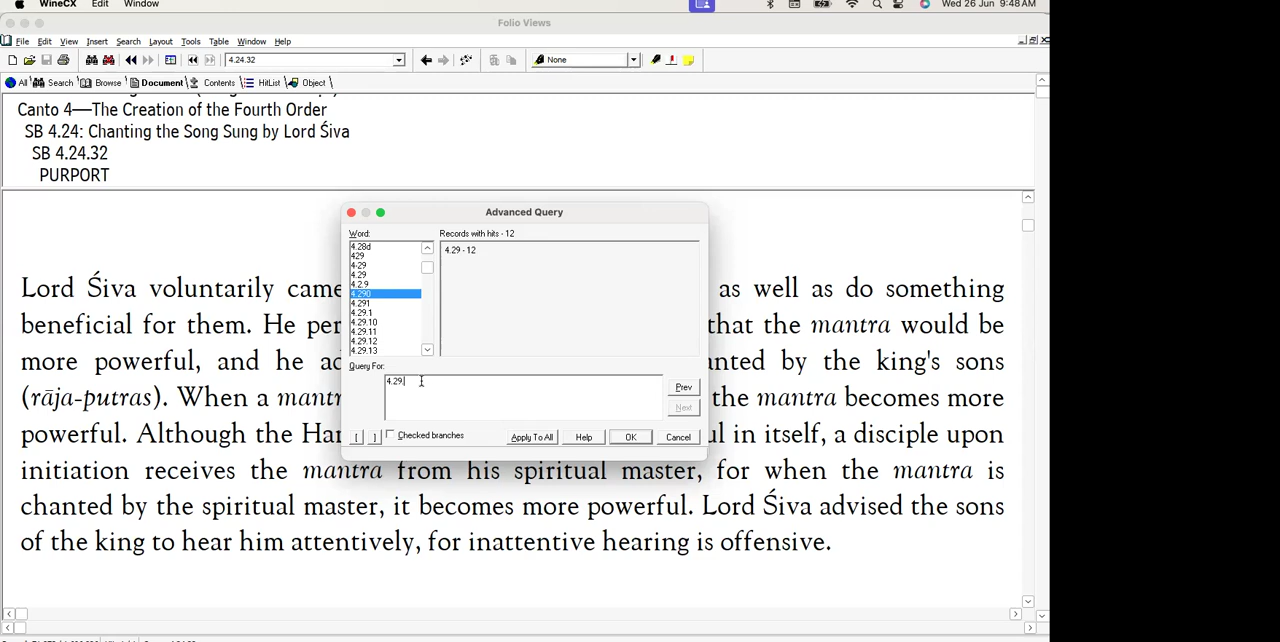 WineCX Edit Window Wed 26 Jun 9:48 AM
Folio Views
File Edit View Insert Search Layout Tools Table Window Help
4.24.32 None
All Search Browse Document Contents HitList Object
Canto 4—The Creation of the Fourth Order
SB 4.24: Chanting the Song Sung by Lord Śiva
SB 4.24.32
PURPORT
Advanced Query
Word: Records with hits - 12
4.28d
429
4-29
4.29
4.2.9
4.290
4.291
4.29.1
4.29.10
4.29.11
4.29.12
4.29.13
4.29 - 12
Query For:
4.29.
Prev
Next
[ ] Checked branches Apply To All Help OK Cancel
Lord Śiva voluntarily came as well as do something
beneficial for them. He per that the mantra would be
more powerful, and he ad anted by the king's sons
(rāja-putras). When a mantr the mantra becomes more
powerful. Although the Har ul in itself, a disciple upon
initiation receives the mantra from his spiritual master, for when the mantra is
chanted by the spiritual master, it becomes more powerful. Lord Śiva advised the sons
of the king to hear him attentively, for inattentive hearing is offensive.